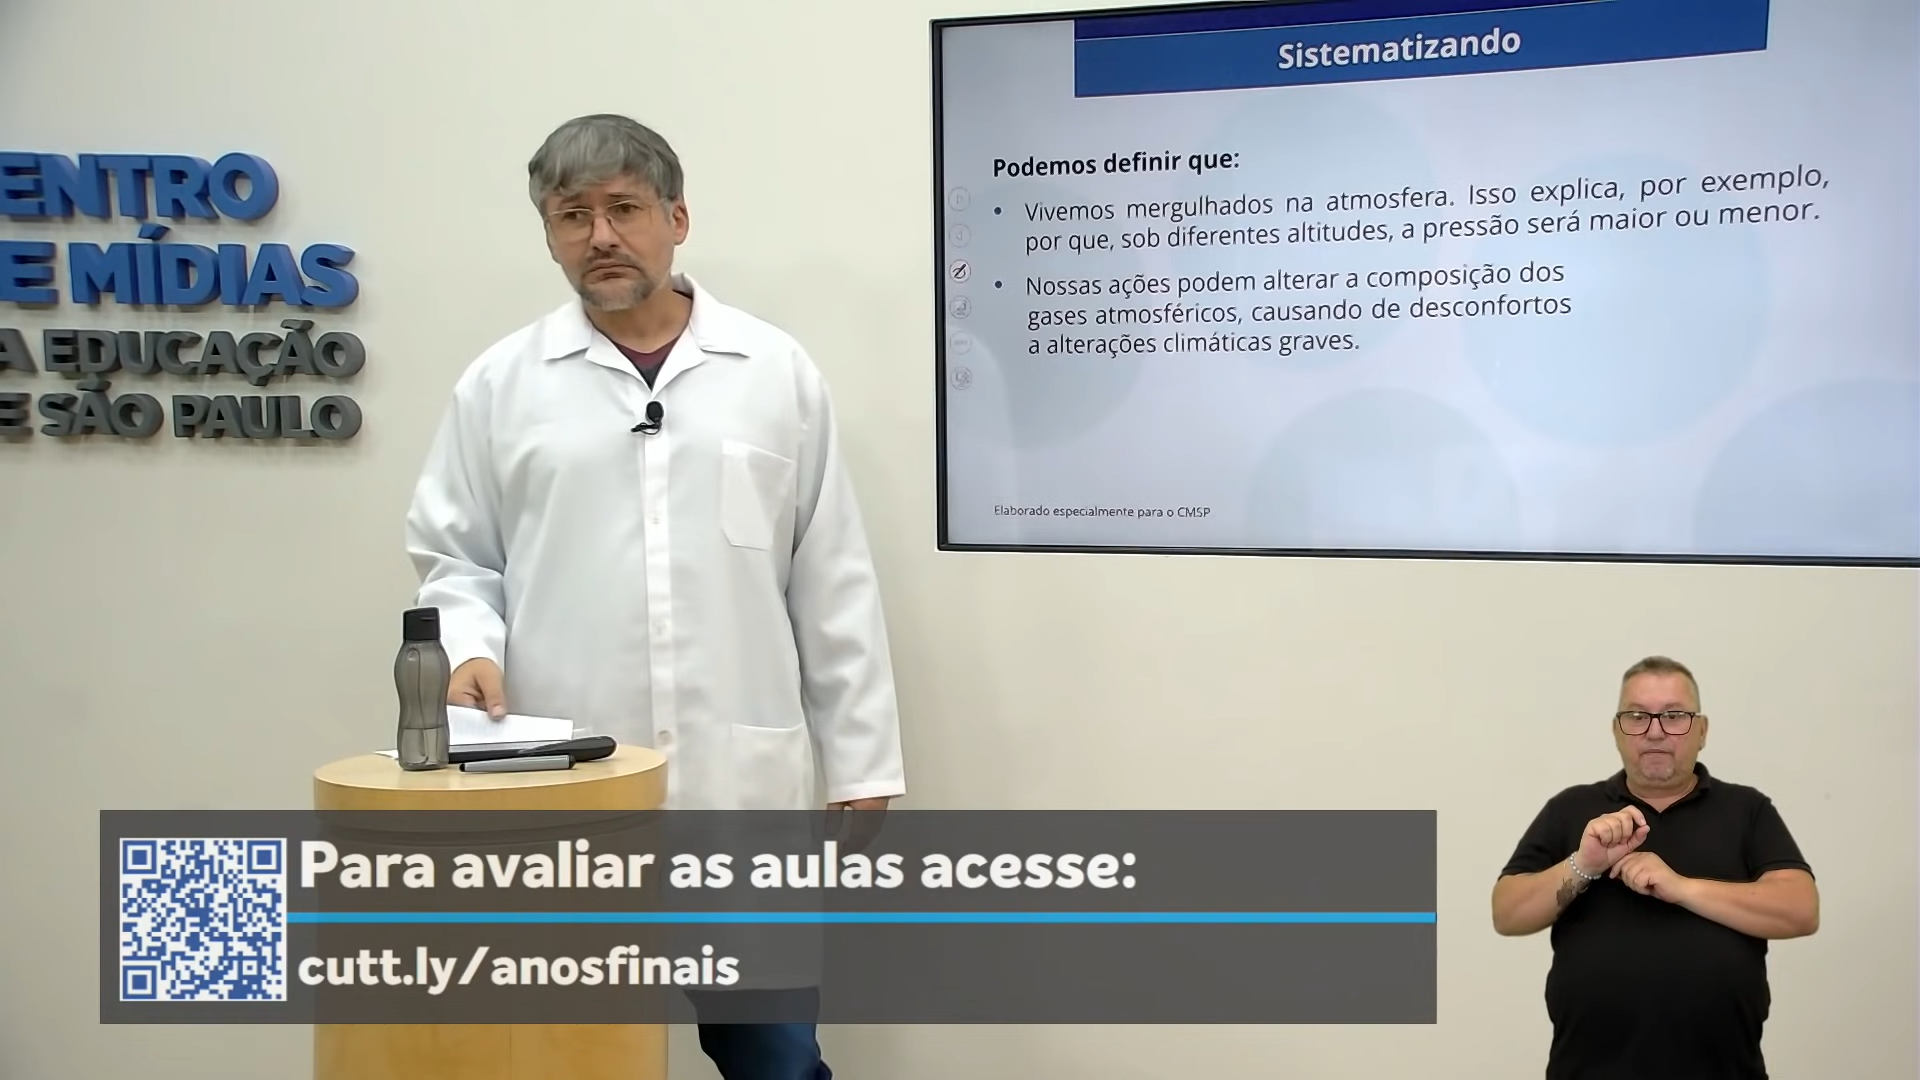 ENTRO
E MÍDIAS
A EDUCAÇÃO
E SÃO PAULO
Sistematizando
Podemos definir que:
• Vivemos mergulhados na atmosfera. Isso explica, por exemplo,
por que, sob diferentes altitudes, a pressão será maior ou menor.
• Nossas ações podem alterar a composição dos
gases atmosféricos, causando de desconfortos
a alterações climáticas graves.
Elaborado especialmente para o CMSP
Para avaliar as aulas acesse:
cutt.ly/anosfinais